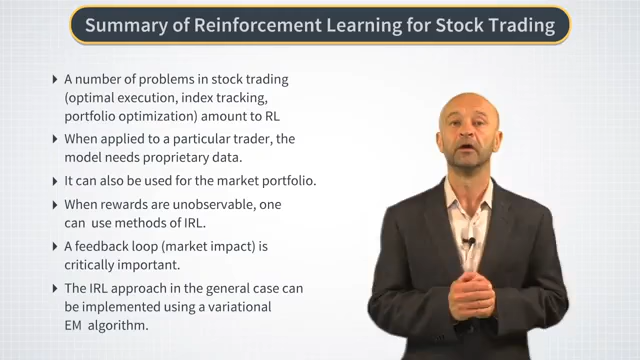 Summary of Reinforcement Learning for Stock Trading
A number of problems in stock trading
(optimal execution, index tracking,
portfolio optimization) amount to RL
When applied to a particular trader, the
model needs proprietary data.
It can also be used for the market portfolio.
When rewards are unobservable, one
can use methods of IRL.
A feedback loop (market impact) is
critically important.
The IRL approach in the general case can
be implemented using a variational
EM algorithm.